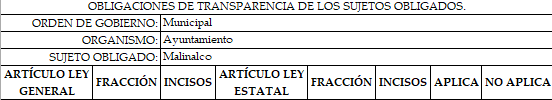 OBLIGACIONES DE TRANSPARENCIA DE LOS SUJETOS OBLIGADOS.
ORDEN DE GOBIERNO: Municipal
ORGANISMO: Ayuntamiento
SUJETO OBLIGADO: Malinalco
ARTÍCULO LEY GENERAL FRACCIÓN INCISOS ARTÍCULO LEY ESTATAL FRACCIÓN INCISOS APLICA NO APLICA